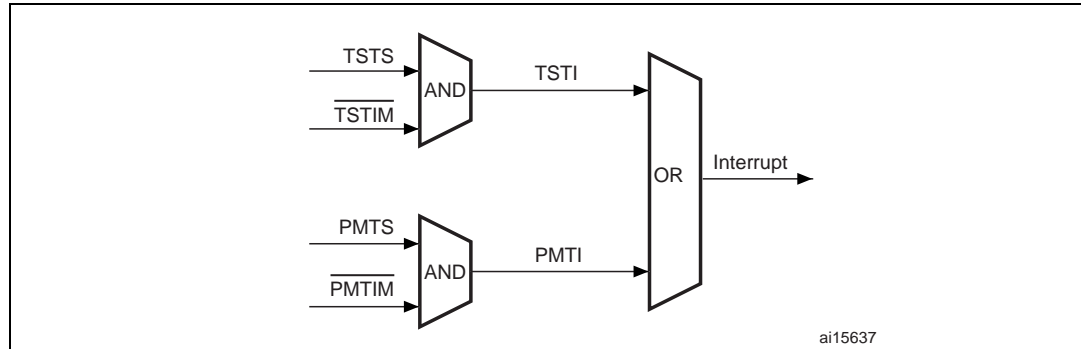 TSTS
TSTIM
AND
TSTI
PMTS
PMTIM
AND
PMTI
OR
Interrupt
ai15637